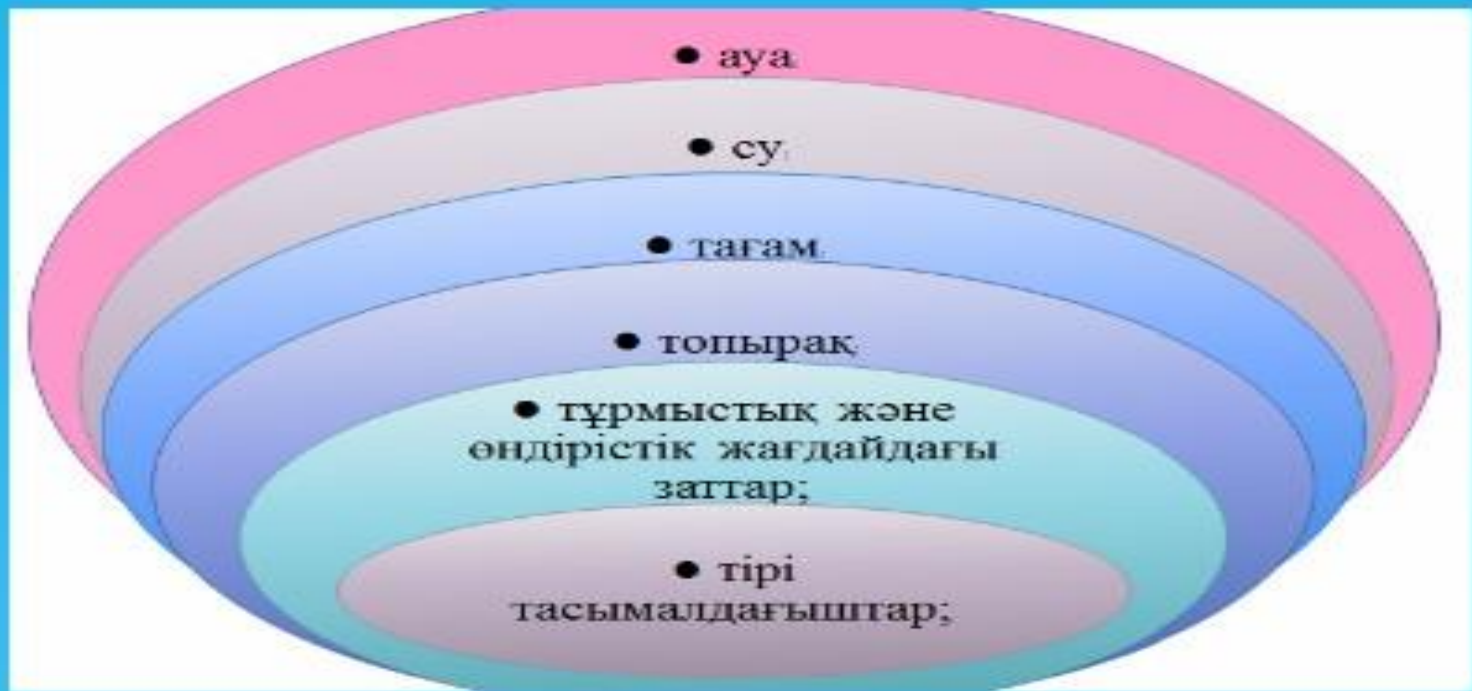 • ауа
• су
• тағам
• топырақ
• тұрмыстық және
өндірістік жағдайдағы
заттар;
• тірі
тасымалдағыштар;